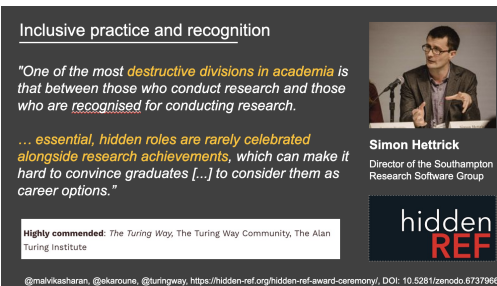 Inclusive practice and recognition
"One of the most destructive divisions in academia is
that between those who conduct research and those
who are recognised for conducting research.
… essential, hidden roles are rarely celebrated
alongside research achievements, which can make it
hard to convince graduates [...] to consider them as
career options.”
Highly commended: The Turing Way, The Turing Way Community, The Alan
Turing Institute
Simon Hettrick
Director of the Southampton
Research Software Group
hidden
REF
@malvikasharan, @ekaroune, @turingway, https://hidden-ref.org/hidden-ref-award-ceremony/, DOI: 10.5281/zenodo.6737966